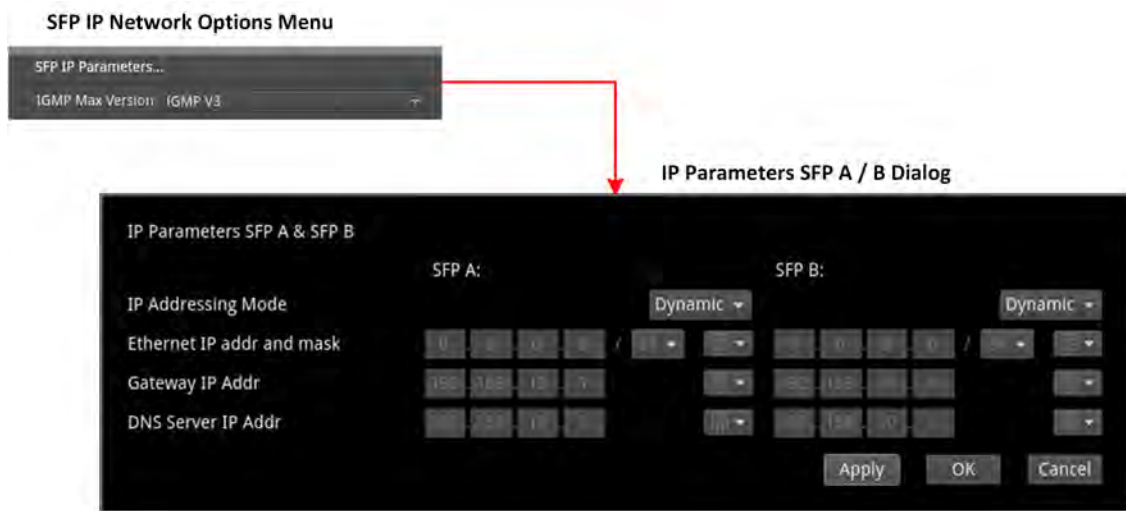 SFP IP Network Options Menu
SFP IP Parameters...
IGMP Max Version IGMP V3
IP Parameters SFP A / B Dialog
IP Parameters SFP A & SFP B
SFP A: SFP B:
IP Addressing Mode Dynamic Dynamic
Ethernet IP addr and mask / /
Gateway IP Addr
DNS Server IP Addr
Apply OK Cancel